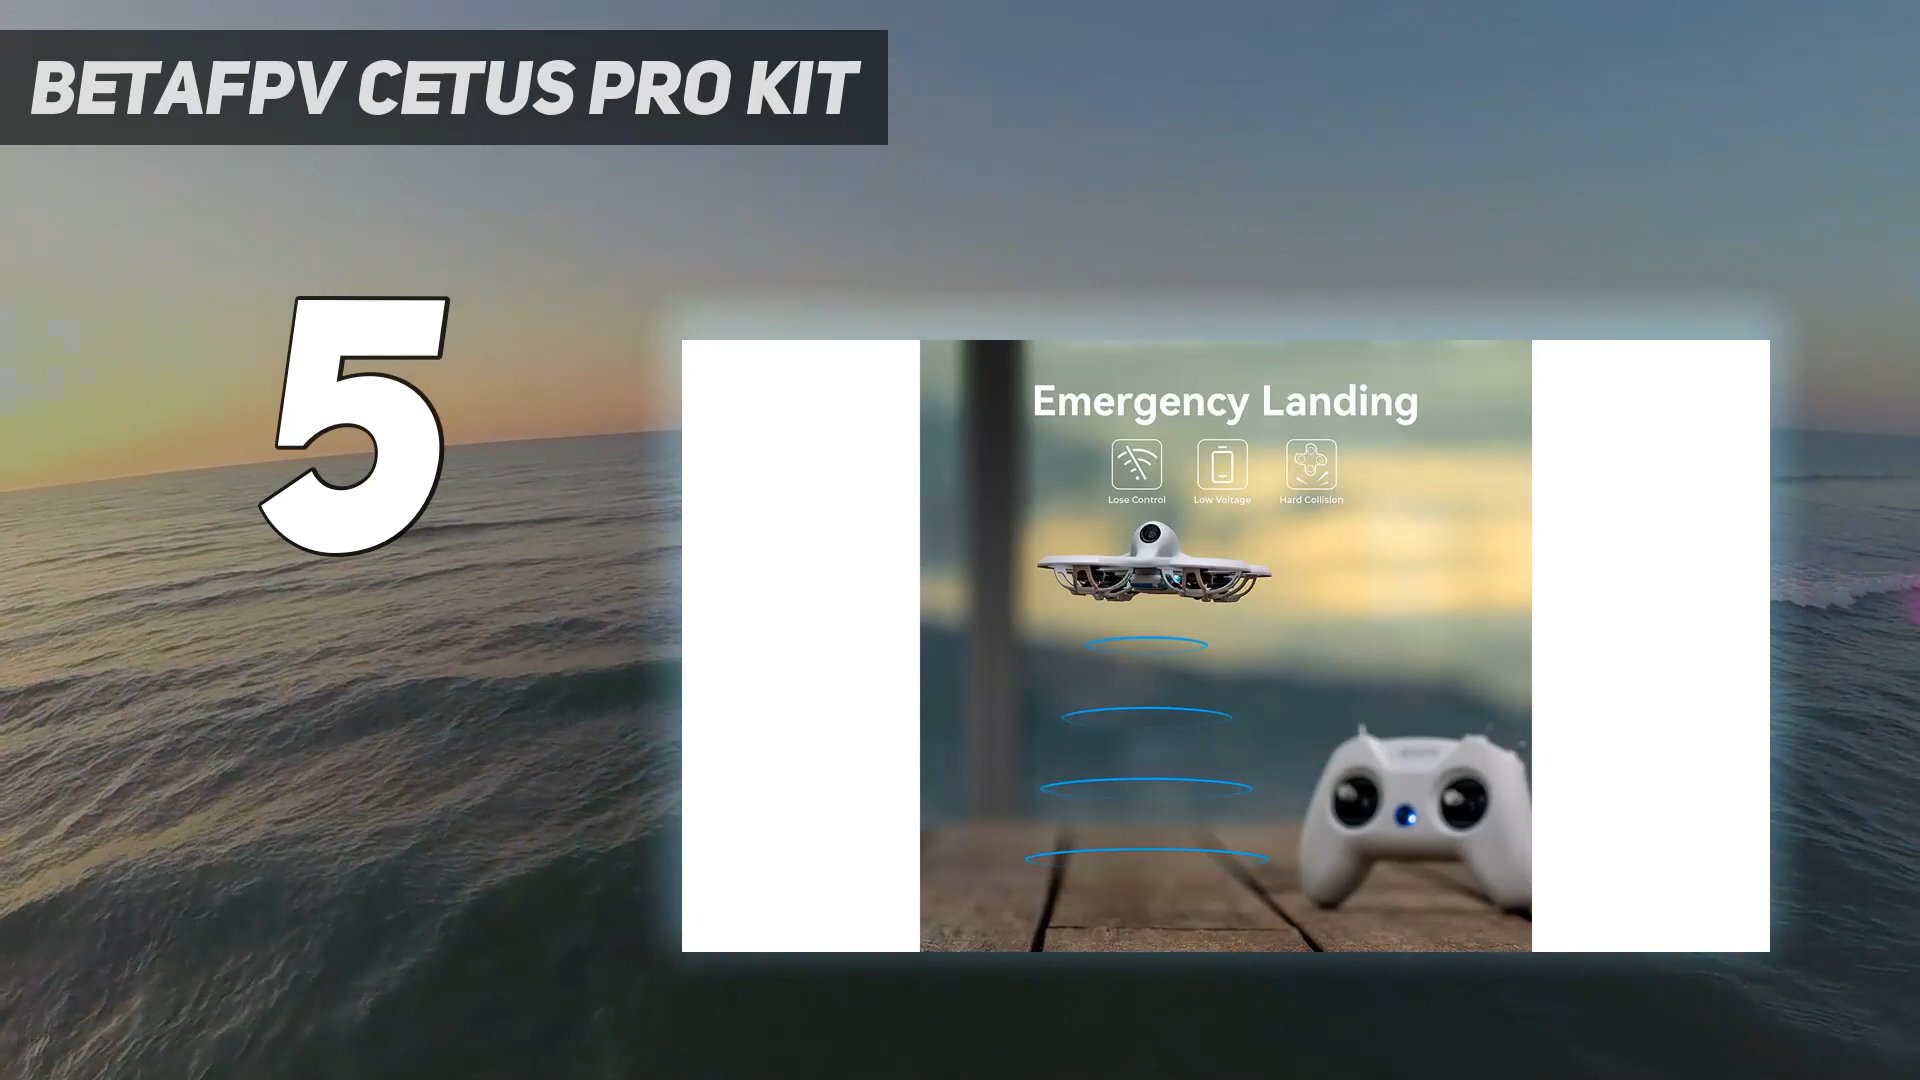 BETAFPV CETUS PRO KIT
5
Emergency Landing
Lose Control Low Voltage Hard Collision